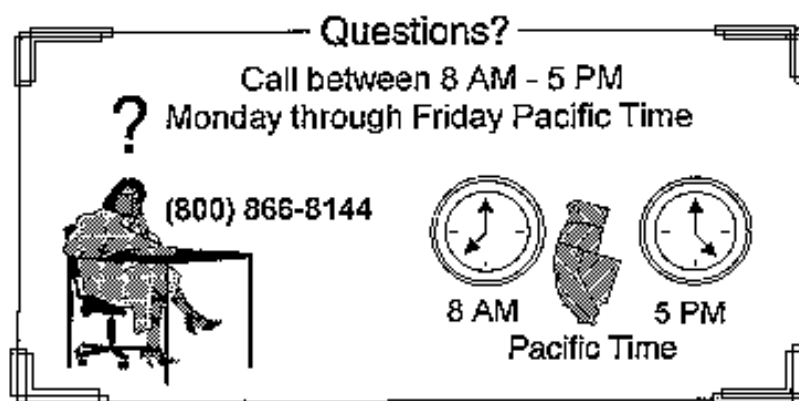 Questions?
Call between 8 AM - 5 PM
? Monday through Friday Pacific Time
(800) 866-8144
8 AM
5 PM
Pacific Time